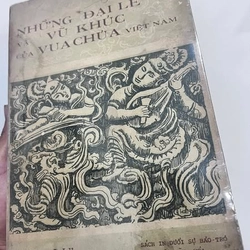 NHỮNG ĐẠI LỄ
VÀ VŨ KHÚC
CỦA VUA CHÚA VIỆT NAM
SÁCH IN DƯỚI SỰ BẢO-TRỢ